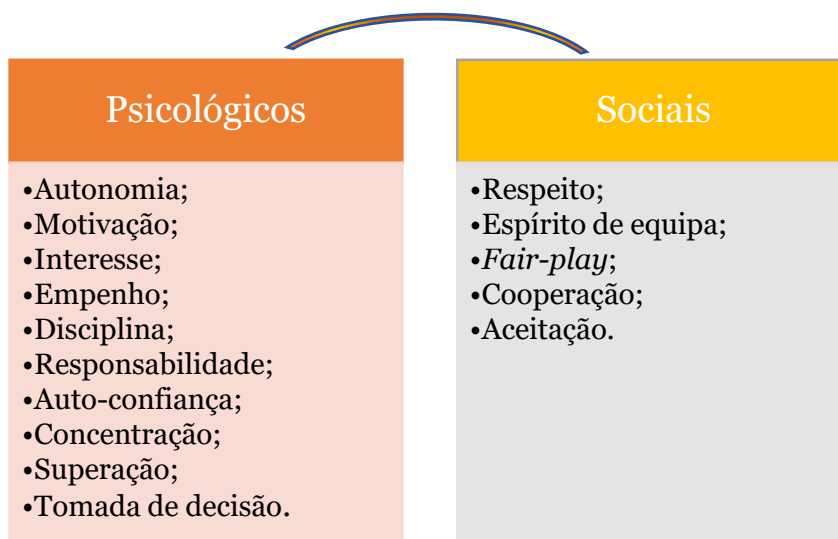 Psicológicos
•Autonomia;
•Motivação;
•Interesse;
•Empenho;
•Disciplina;
•Responsabilidade;
•Auto-confiança;
•Concentração;
•Superação;
•Tomada de decisão.
Sociais
•Respeito;
•Espírito de equipa;
•Fair-play;
•Cooperação;
•Aceitação.